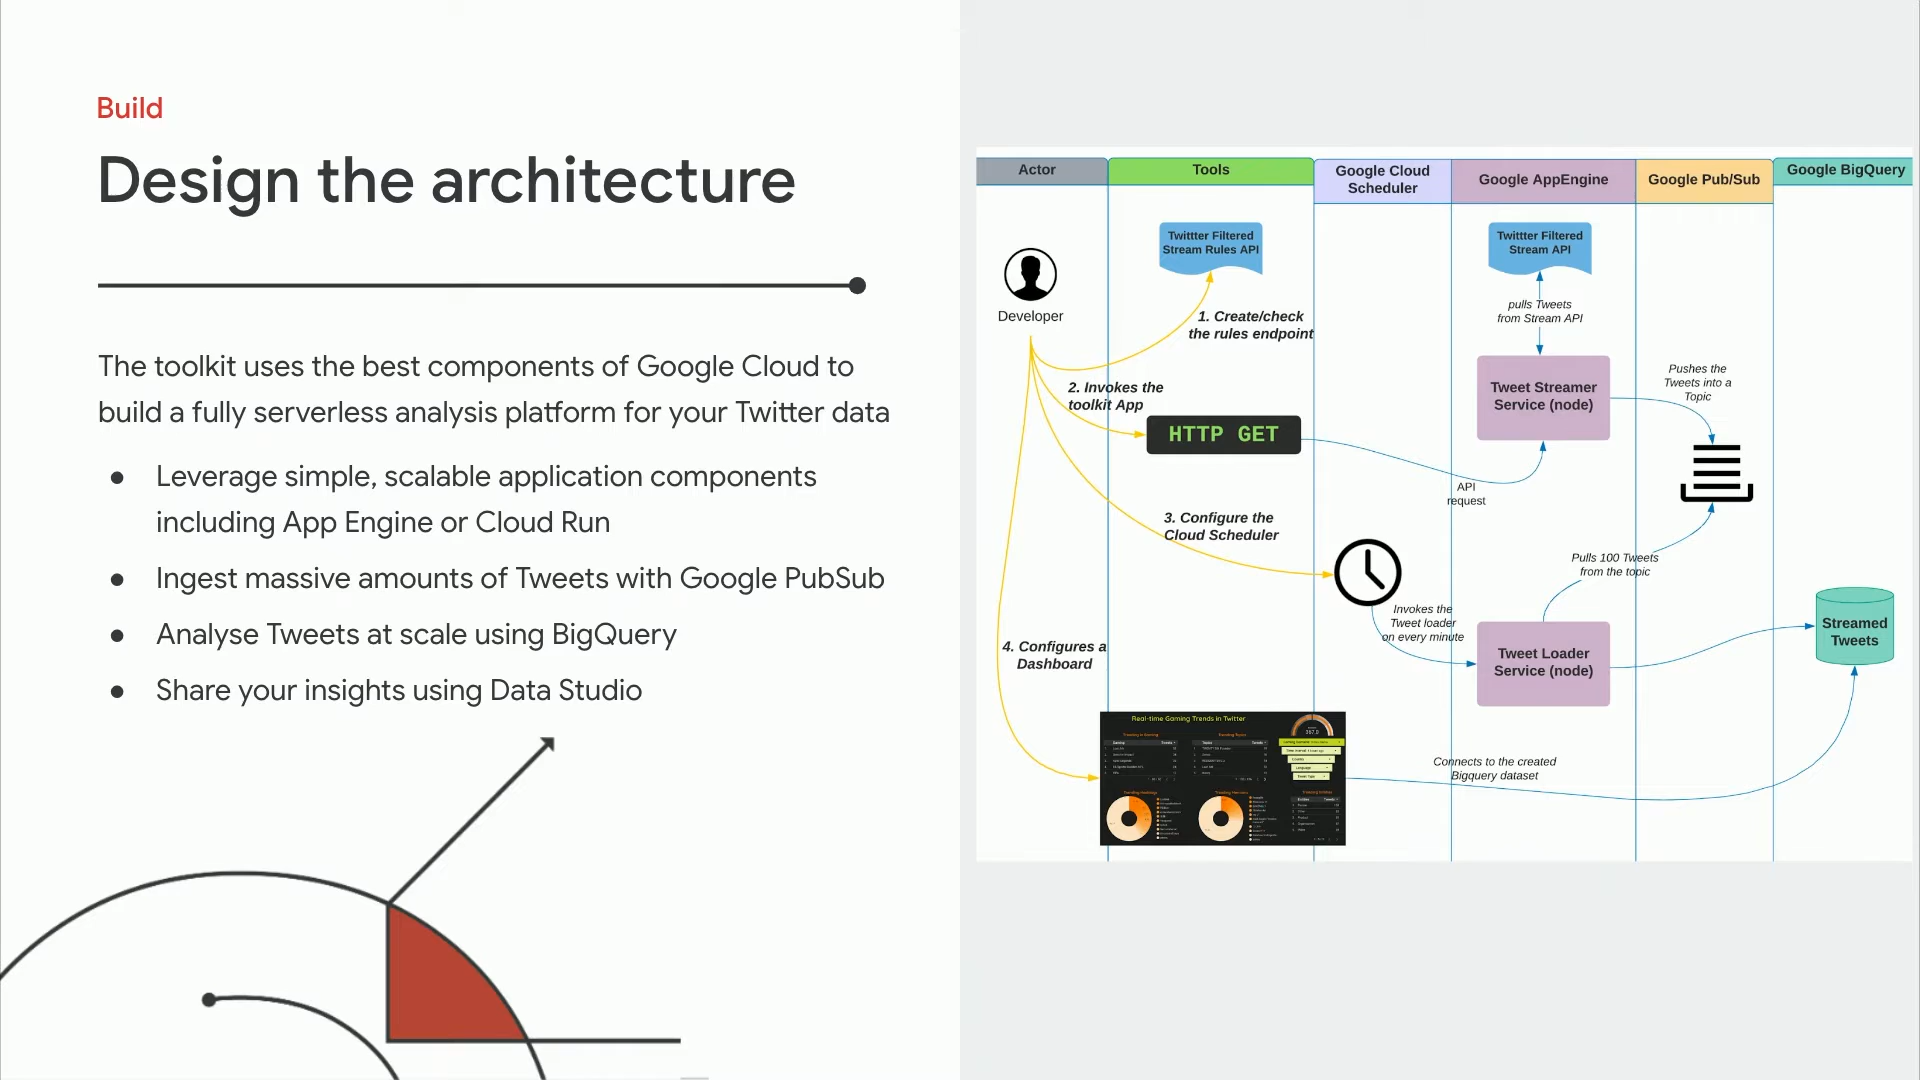 Build
Design the architecture
The toolkit uses the best components of Google Cloud to
build a fully serverless analysis platform for your Twitter data
● Leverage simple, scalable application components
including App Engine or Cloud Run
● Ingest massive amounts of Tweets with Google PubSub
● Analyse Tweets at scale using BigQuery
● Share your insights using Data Studio
Actor
Tools
Google Cloud
Scheduler
Google AppEngine
Google Pub/Sub
Google BigQuery
Developer
Twittter Filtered
Stream Rules API
Twittter Filtered
Stream API
1. Create/check
the rules endpoint
pulls Tweets
from Stream API
2. Invokes the
toolkit App
HTTP GET
Tweet Streamer
Service (node)
Pushes the
Tweets into a
Topic
API
request
3. Configure the
Cloud Scheduler
Pulls 100 Tweets
from the topic
Invokes the
Tweet loader
on every minute
Tweet Loader
Service (node)
Streamed
Tweets
4. Configures a
Dashboard
Real-time Gaming Trends in Twitter
Connects to the created
Bigquery dataset